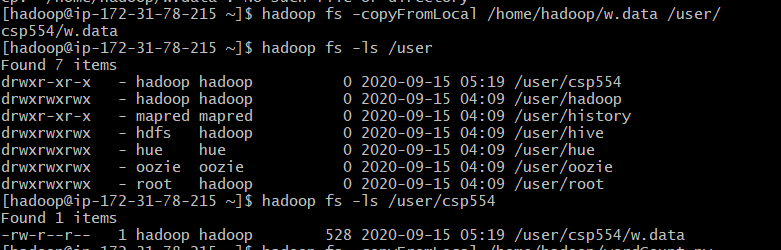 [hadoop@ip-172-31-78-215 ~]$ hadoop fs -copyFromLocal /home/hadoop/w.data /user/
csp554/w.data
[hadoop@ip-172-31-78-215 ~]$ hadoop fs -ls /user
Found 7 items
drwxr-xr-x   - hadoop hadoop          0 2020-09-15 05:19 /user/csp554
drwxrwxrwx   - hadoop hadoop          0 2020-09-15 04:09 /user/hadoop
drwxr-xr-x   - mapred mapred          0 2020-09-15 04:09 /user/history
drwxrwxrwx   - hdfs   hadoop          0 2020-09-15 04:09 /user/hive
drwxrwxrwx   - hue    hue             0 2020-09-15 04:09 /user/hue
drwxrwxrwx   - oozie  oozie           0 2020-09-15 04:09 /user/oozie
drwxrwxrwx   - root   hadoop          0 2020-09-15 04:09 /user/root
[hadoop@ip-172-31-78-215 ~]$ hadoop fs -ls /user/csp554
Found 1 items
-rw-r--r--   1 hadoop hadoop        528 2020-09-15 05:19 /user/csp554/w.data